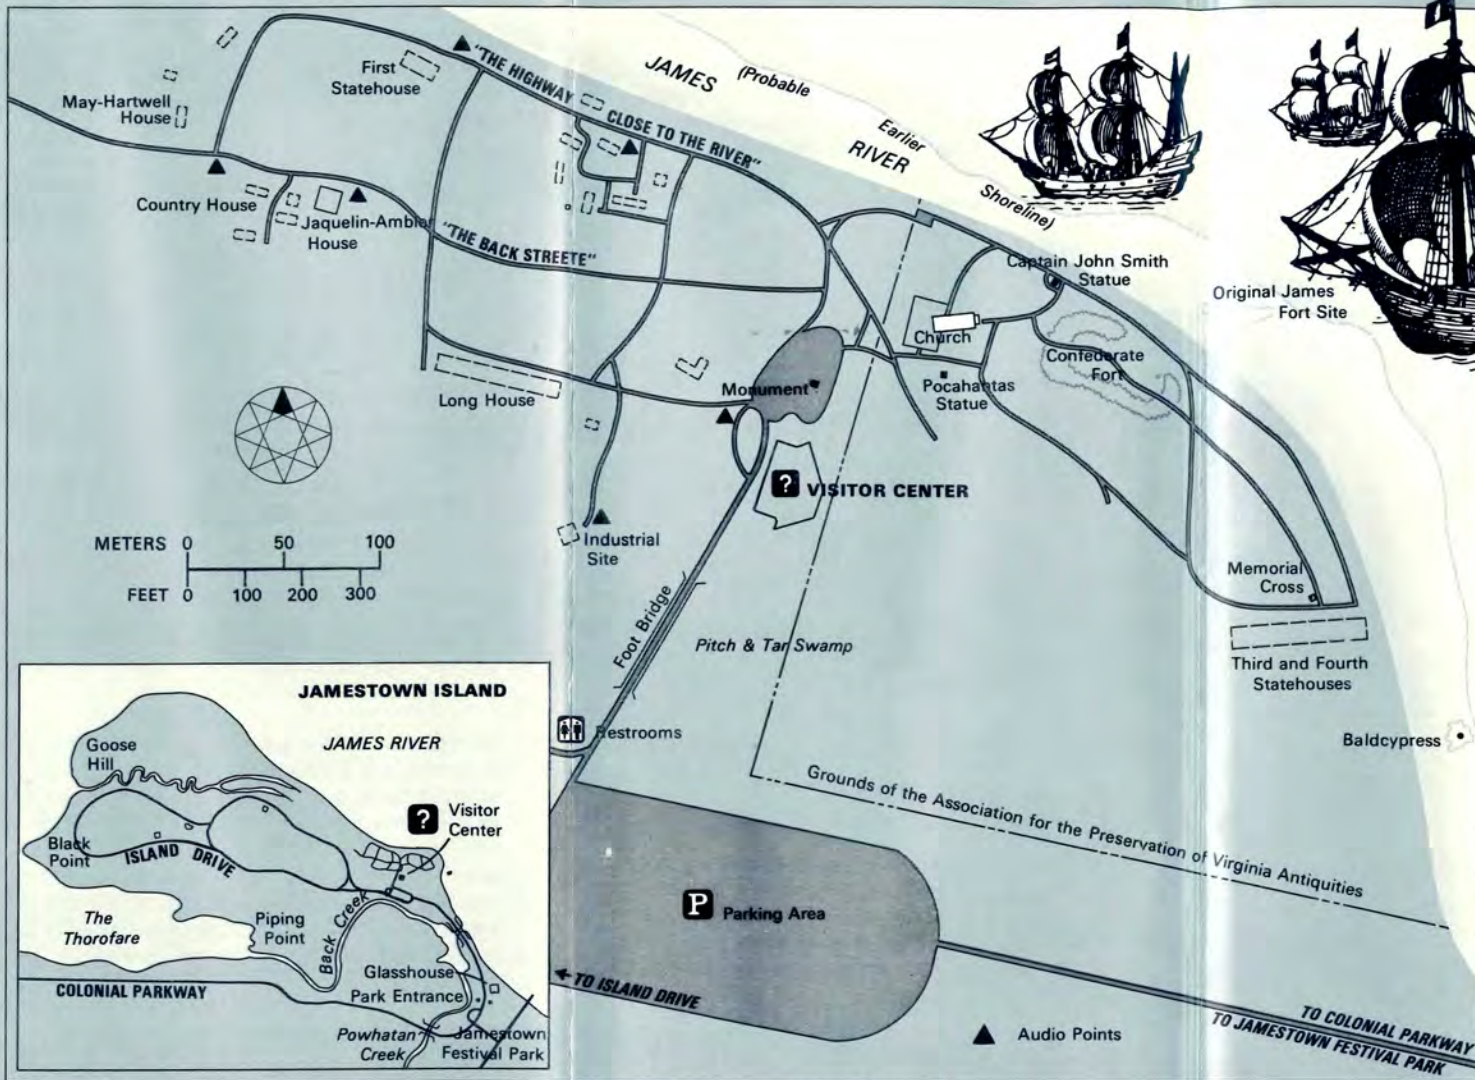 JAMES
RIVER
(Probable
Earlier
Shoreline)
First
Statehouse
"THE HIGHWAY CLOSE TO THE RIVER"
May-Hartwell
House
Country House
Jaquelin-Ambler
House
"THE BACK STREETE"
Captain John Smith
Statue
Original James
Fort Site
Church
Confederate
Fort
Pocahantas
Statue
Monument
Long House
? VISITOR CENTER
METERS 0 50 100
FEET 0 100 200 300
Industrial
Site
Foot Bridge
Pitch & Tar Swamp
Memorial
Cross
Third and Fourth
Statehouses
Baldcypress
Restrooms
Grounds of the Association for the Preservation of Virginia Antiquities
P Parking Area
TO ISLAND DRIVE
TO COLONIAL PARKWAY
TO JAMESTOWN FESTIVAL PARK
Audio Points
JAMESTOWN ISLAND
JAMES RIVER
Goose
Hill
? Visitor
Center
Black
Point
ISLAND DRIVE
The
Thorofare
Piping
Point
Back Creek
Glasshouse
Park Entrance
COLONIAL PARKWAY
Powhatan
Creek
Jamestown
Festival Park